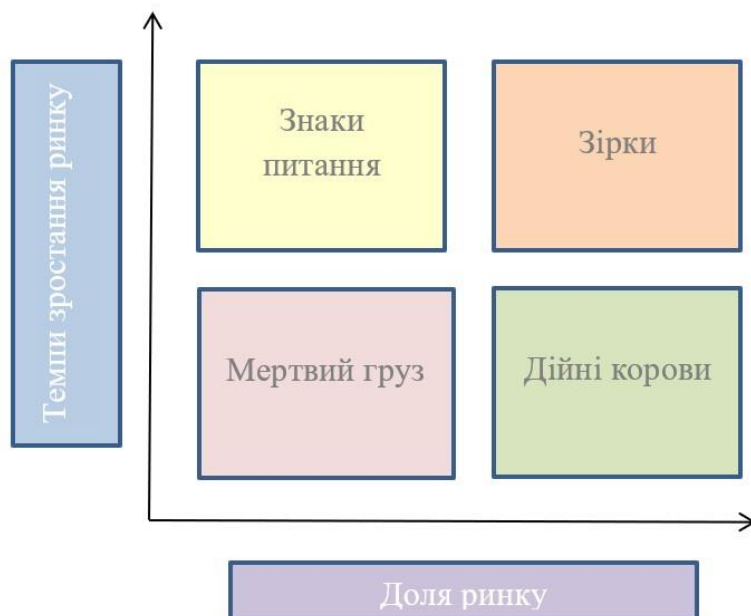 Темпи зростання ринку
Знаки
питання
Зірки
Мертвий груз
Дійні корови
Доля ринку